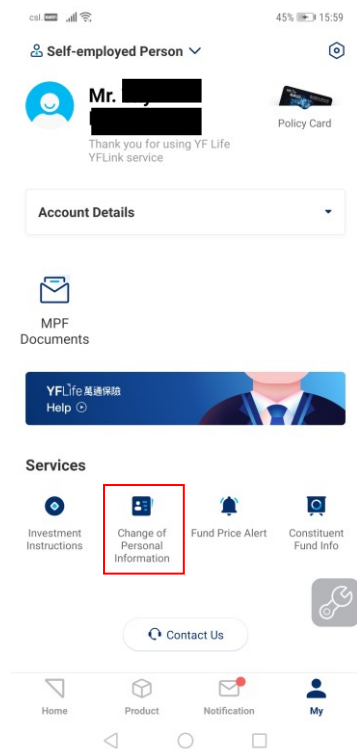 csl. 45% 15:59
Self-employed Person
Mr.
Policy Card
Thank you for using YF Life
YFLink service
Account Details
MPF
Documents
YFLife 萬通保險
Help
Services
Investment
Instructions
Change of
Personal
Information
Fund Price Alert
Constituent
Fund Info
Contact Us
Home
Product
Notification
My